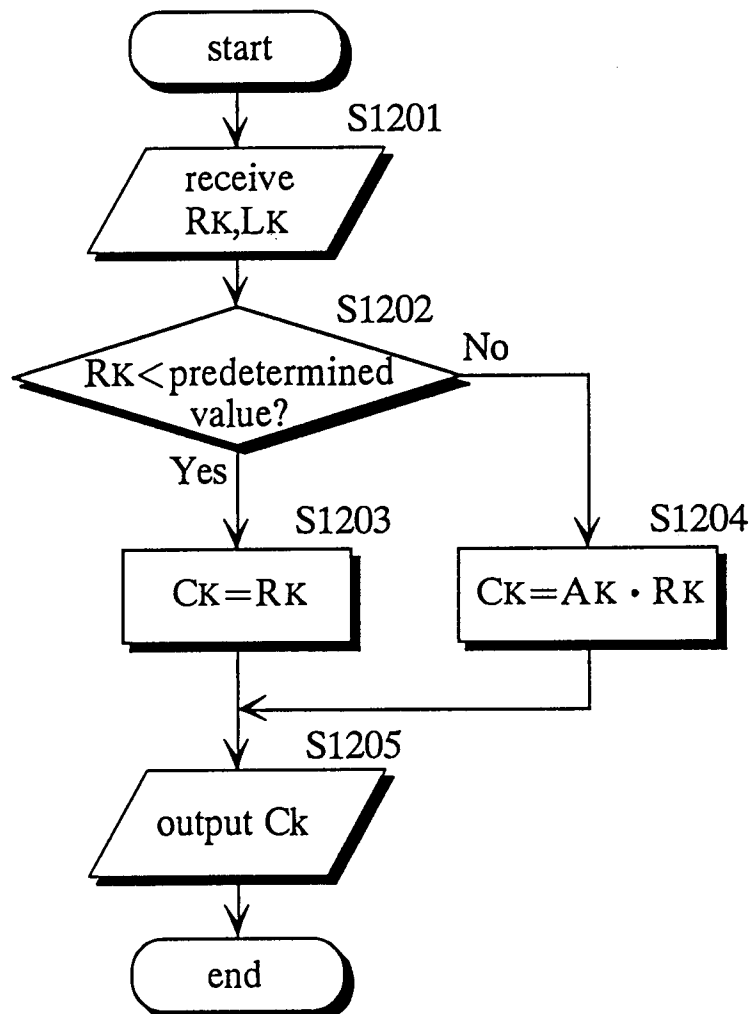 start
S1201
receive
RK,LK
S1202
RK<predetermined
value?
No
Yes
S1203
CK=RK
S1204
CK=AK・RK
S1205
output Ck
end